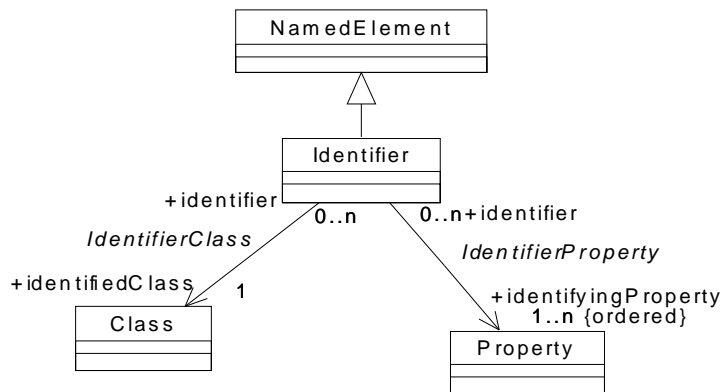 NamedElement
Identifier
+identifier
0..n
0..n
+identifier
IdentifierClass
IdentifierProperty
+identifiedClass
1
+identifyingProperty
1..n {ordered}
Class
Property